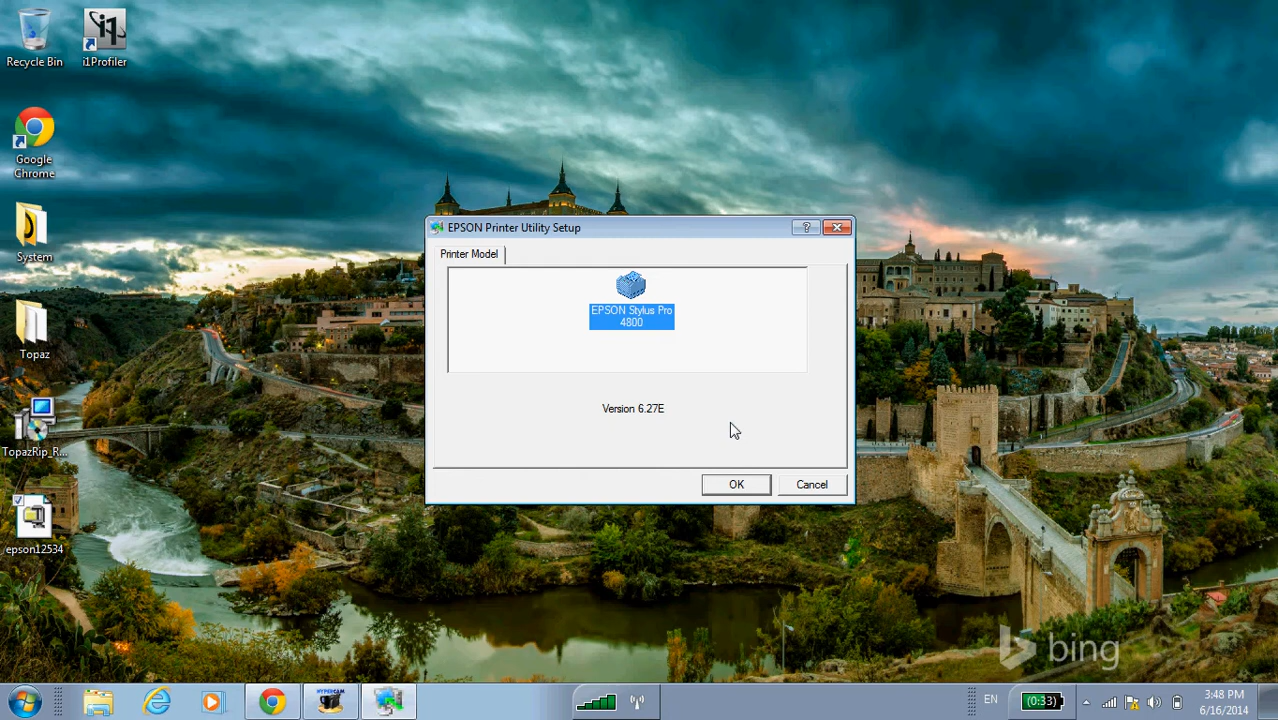 Recycle Bin
i1Profiler
Google
Chrome
System
Topaz
TopazRip_R...
epson12534
EPSON Printer Utility Setup
Printer Model
EPSON Stylus Pro
4800
Version 6.27E
OK
Cancel
bing
HYPERCAM
EN
(0:33)
3:48 PM
6/16/2014